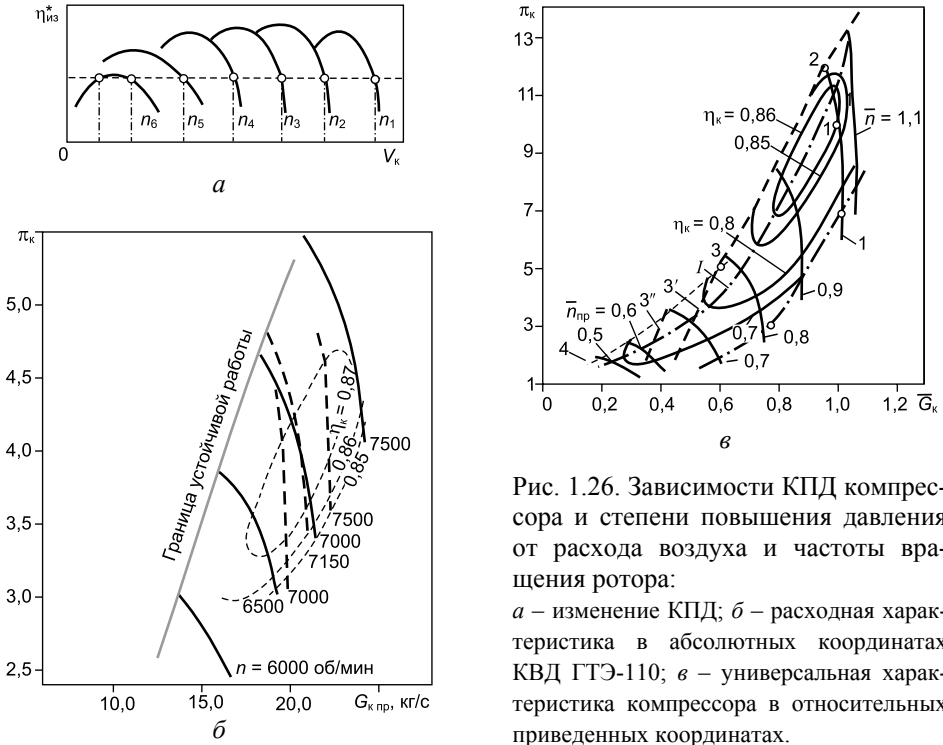 η*из
0
n6
n5
n4
n3
n2
n1
Vк
а
πк
5,0
4,5
4,0
3,5
3,0
2,5
Граница устойчивой работы
ηк = 0,87
0,86
0,85
7500
7500
7000
7150
7000
6500
n = 6000 об/мин
10,0
15,0
20,0
Gк пр, кг/с
б
πк
13
11
9
7
5
3
1
2
ηк = 0,86
0,85
1
1
n̅ = 1,1
ηк = 0,8
3
I
3′
3″
n̅пр = 0,6
0,5
4
0,7
0,7
0,8
0,9
1
0
0,2
0,4
0,6
0,8
1,0
1,2
G̅к
в
Рис. 1.26. Зависимости КПД компрес-
сора и степени повышения давления
от расхода воздуха и частоты вра-
щения ротора:
а – изменение КПД; б – расходная харак-
теристика в абсолютных координатах
КВД ГТЭ-110; в – универсальная харак-
теристика компрессора в относительных
приведенных координатах.